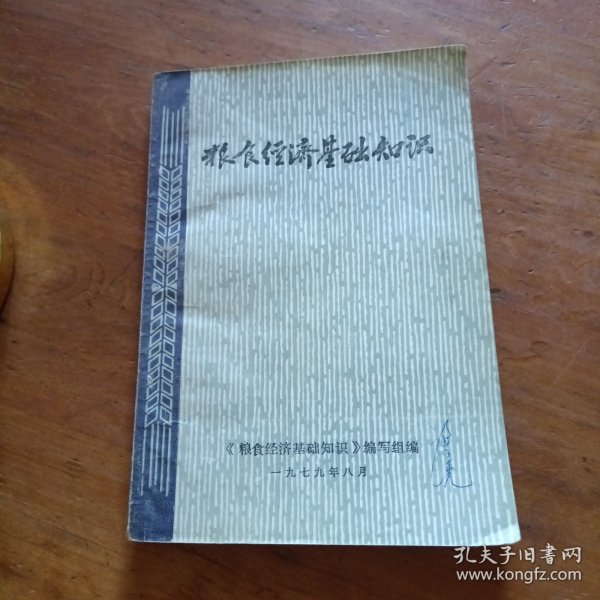 粮食经济基础知识
《粮食经济基础知识》编写组编
一九七九年八月
孔夫子旧书网
www.kongfz.com